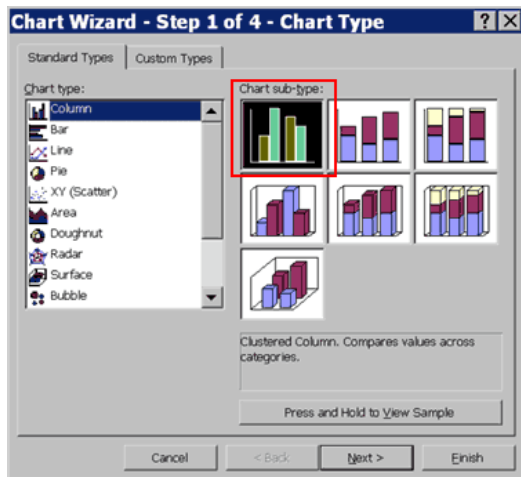 Chart Wizard - Step 1 of 4 - Chart Type
Standard Types
Custom Types
Chart type:
Column
Bar
Line
Pie
XY (Scatter)
Area
Doughnut
Radar
Surface
Bubble
Chart sub-type:
Clustered Column. Compares values across
categories.
Press and Hold to View Sample
Cancel
< Back
Next >
Finish